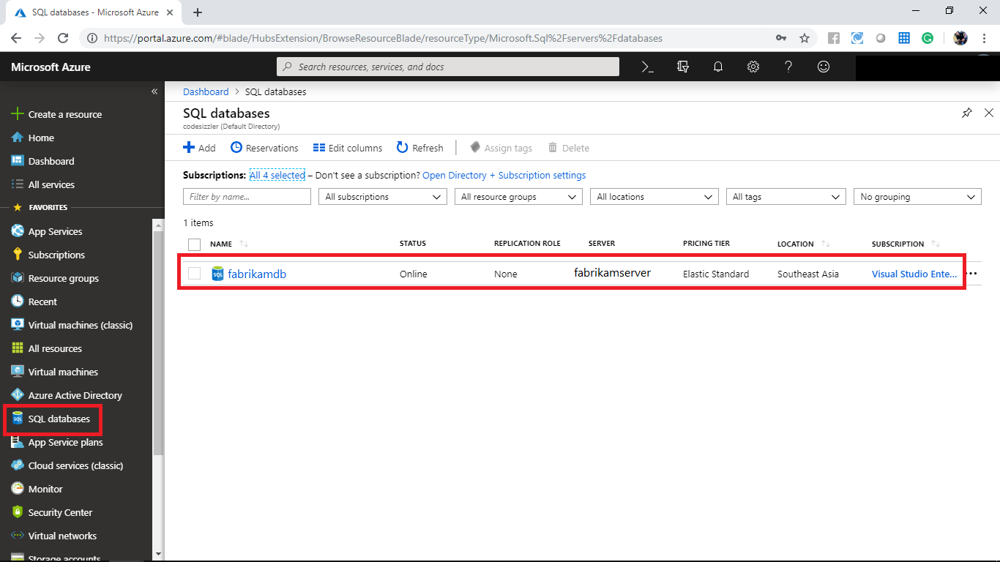 SQL databases - Microsoft Azure
https://portal.azure.com/#blade/HubsExtension/BrowseResourceBlade/resourceType/Microsoft.Sql%2Fservers%2Fdatabases
Microsoft Azure
Search resources, services, and docs
Create a resource
Home
Dashboard
All services
FAVORITES
App Services
Subscriptions
Resource groups
Recent
Virtual machines (classic)
All resources
Virtual machines
Azure Active Directory
SQL databases
App Service plans
Cloud services (classic)
Monitor
Security Center
Virtual networks
Storage accounts
Dashboard > SQL databases
SQL databases
codesizzler (Default Directory)
Add Reservations Edit columns Refresh Assign tags Delete
Subscriptions: All 4 selected – Don't see a subscription? Open Directory + Subscription settings
Filter by name... All subscriptions All resource groups All locations All tags No grouping
1 items
NAME STATUS REPLICATION ROLE SERVER PRICING TIER LOCATION SUBSCRIPTION
SQL fabrikamdb Online None fabrikamserver Elastic Standard Southeast Asia Visual Studio Ente...